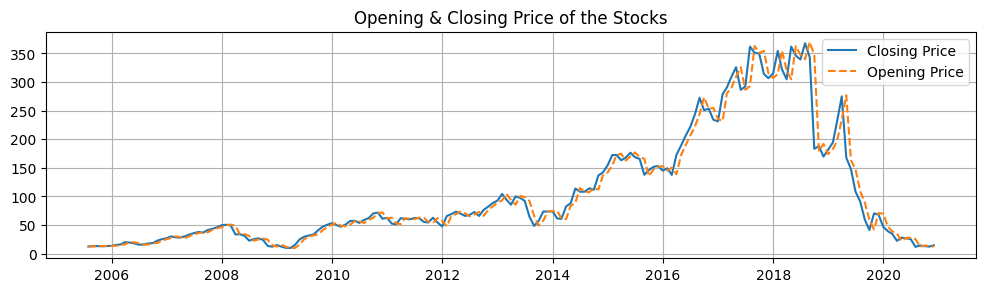 Opening & Closing Price of the Stocks
Closing Price
Opening Price
350
300
250
200
150
100
50
0
2006 2008 2010 2012 2014 2016 2018 2020